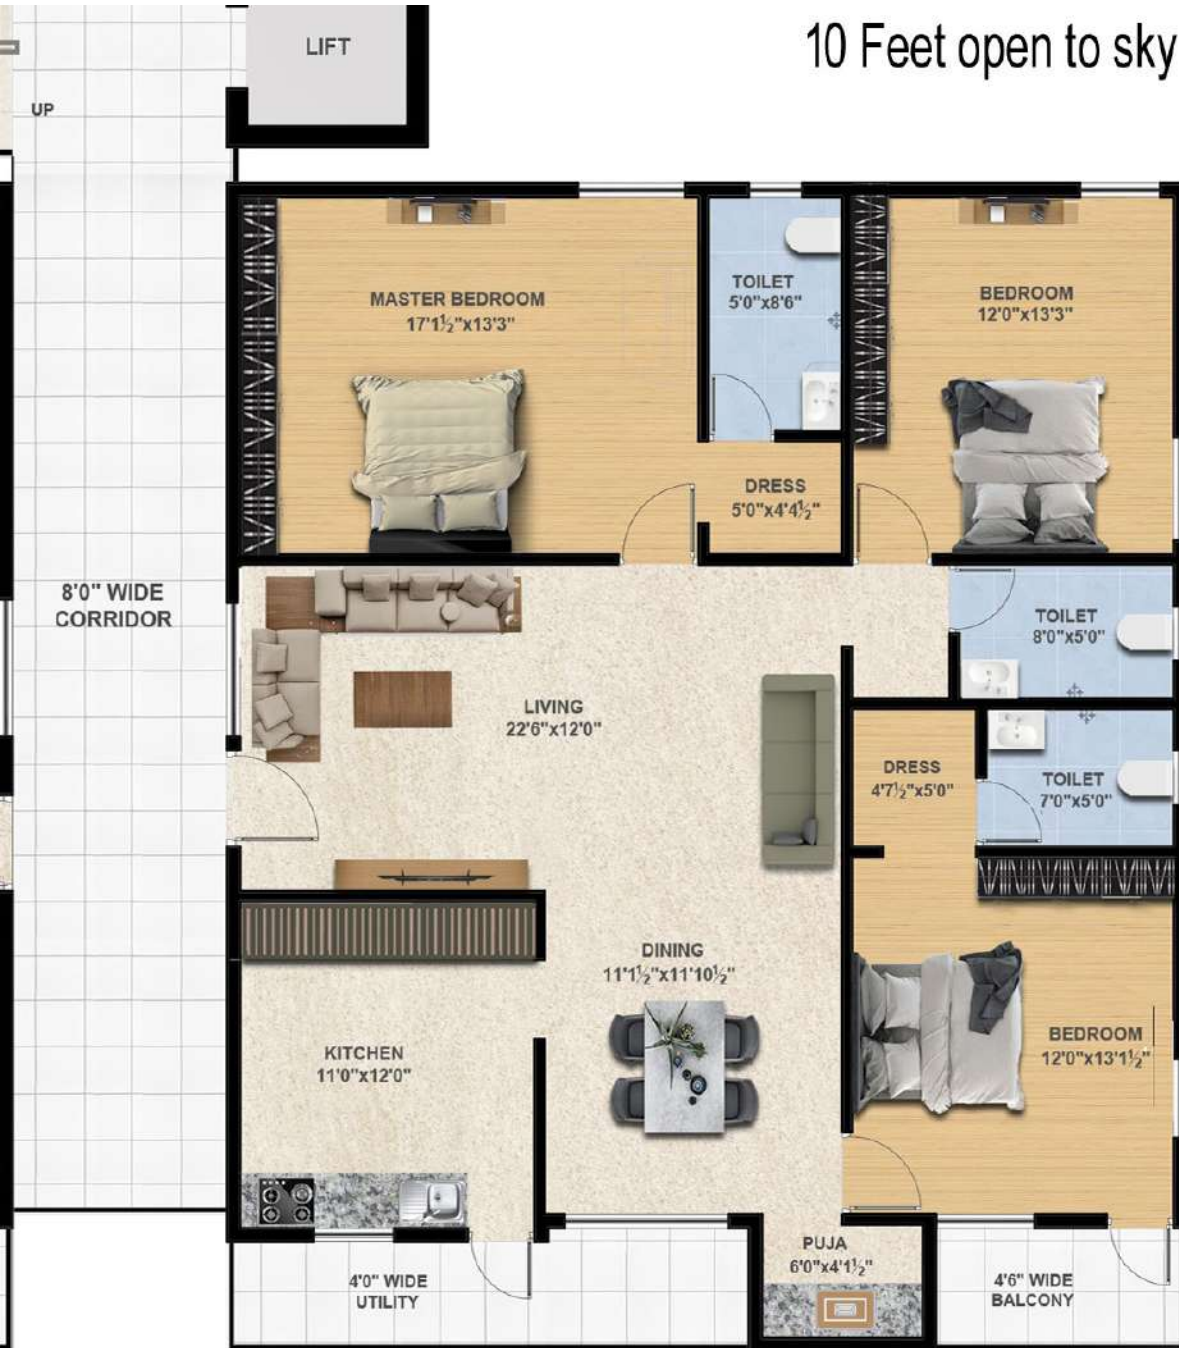 10 Feet open to sky
LIFT
UP
MASTER BEDROOM
17'1½"x13'3"
TOILET
5'0"x8'6"
BEDROOM
12'0"x13'3"
DRESS
5'0"x4'4½"
8'0" WIDE
CORRIDOR
TOILET
8'0"x5'0"
LIVING
22'6"x12'0"
DRESS
4'7½"x5'0"
TOILET
7'0"x5'0"
DINING
11'1½"x11'10½"
KITCHEN
11'0"x12'0"
BEDROOM
12'0"x13'1½"
PUJA
6'0"x4'1½"
4'0" WIDE
UTILITY
4'6" WIDE
BALCONY